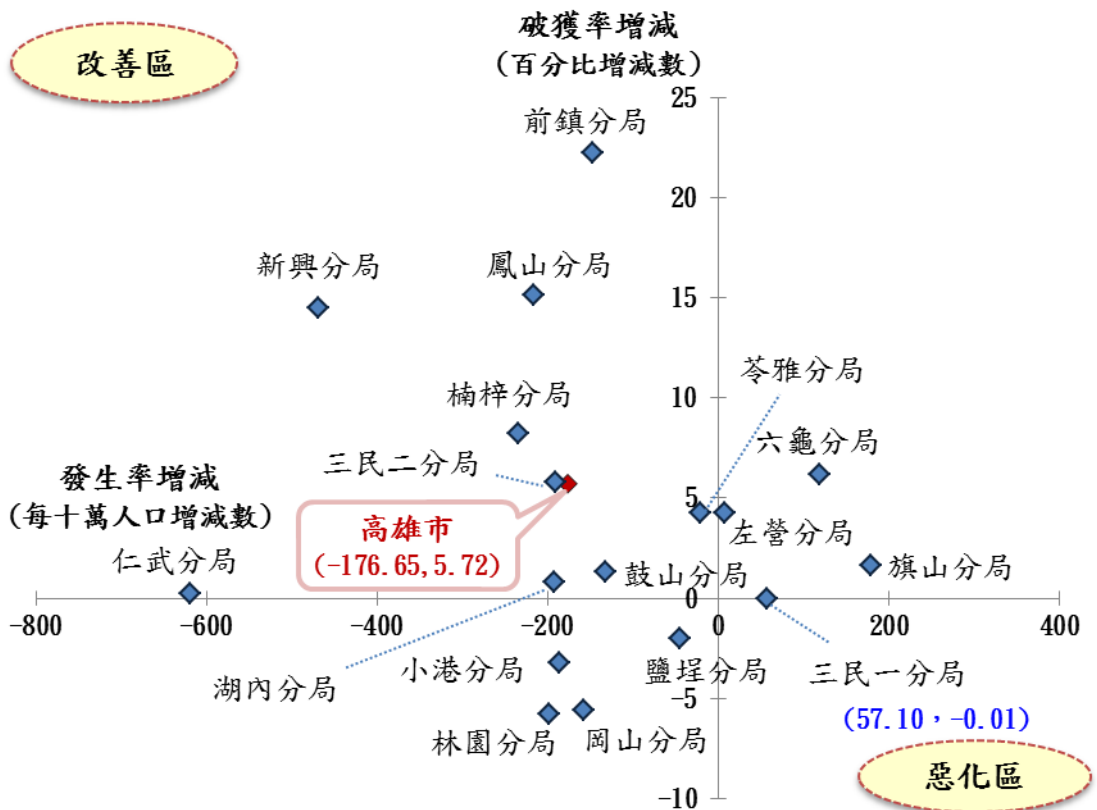 破獲率增減
(百分比增減數)
改善區
25
前鎮分局
20
新興分局
鳳山分局
15
苓雅分局
楠梓分局
10
六龜分局
三民二分局
發生率增減
(每十萬人口增減數)
5
高雄市
(-176.65,5.72)
左營分局
仁武分局
鼓山分局
旗山分局
0
-800
-600
-400
-200
0
200
400
湖內分局
小港分局
鹽埕分局
三民一分局
(57.10，-0.01)
-5
林園分局
岡山分局
惡化區
-10